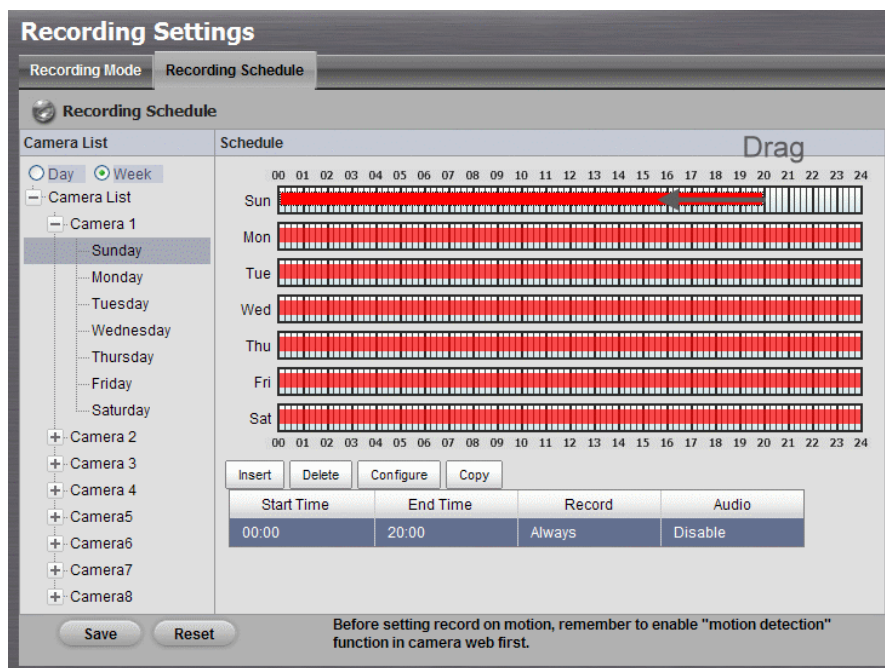 Recording Settings
Recording Mode Recording Schedule
Recording Schedule
Camera List
Day Week
Camera List
Camera 1
Sunday
Monday
Tuesday
Wednesday
Thursday
Friday
Saturday
Camera 2
Camera 3
Camera 4
Camera5
Camera6
Camera7
Camera8
Schedule
Drag
00 01 02 03 04 05 06 07 08 09 10 11 12 13 14 15 16 17 18 19 20 21 22 23 24
Sun
Mon
Tue
Wed
Thu
Fri
Sat
00 01 02 03 04 05 06 07 08 09 10 11 12 13 14 15 16 17 18 19 20 21 22 23 24
Insert Delete Configure Copy
Start Time End Time Record Audio
00:00 20:00 Always Disable
Save Reset
Before setting record on motion, remember to enable "motion detection"
function in camera web first.